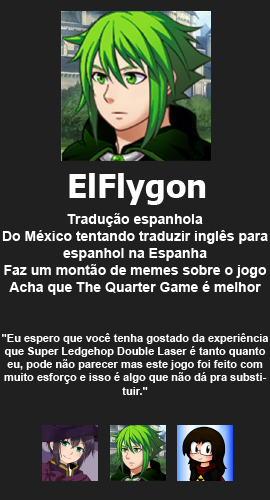 ElFlygon
Tradução espanhola
Do México tentando traduzir inglês para
espanhol na Espanha
Faz um montão de memes sobre o jogo
Acha que The Quarter Game é melhor
"Eu espero que você tenha gostado da experiência
que Super Ledgehop Double Laser é tanto quanto
eu, pode não parecer mas este jogo foi feito com
muito esforço e isso é algo que não dá pra substi-
tuir."